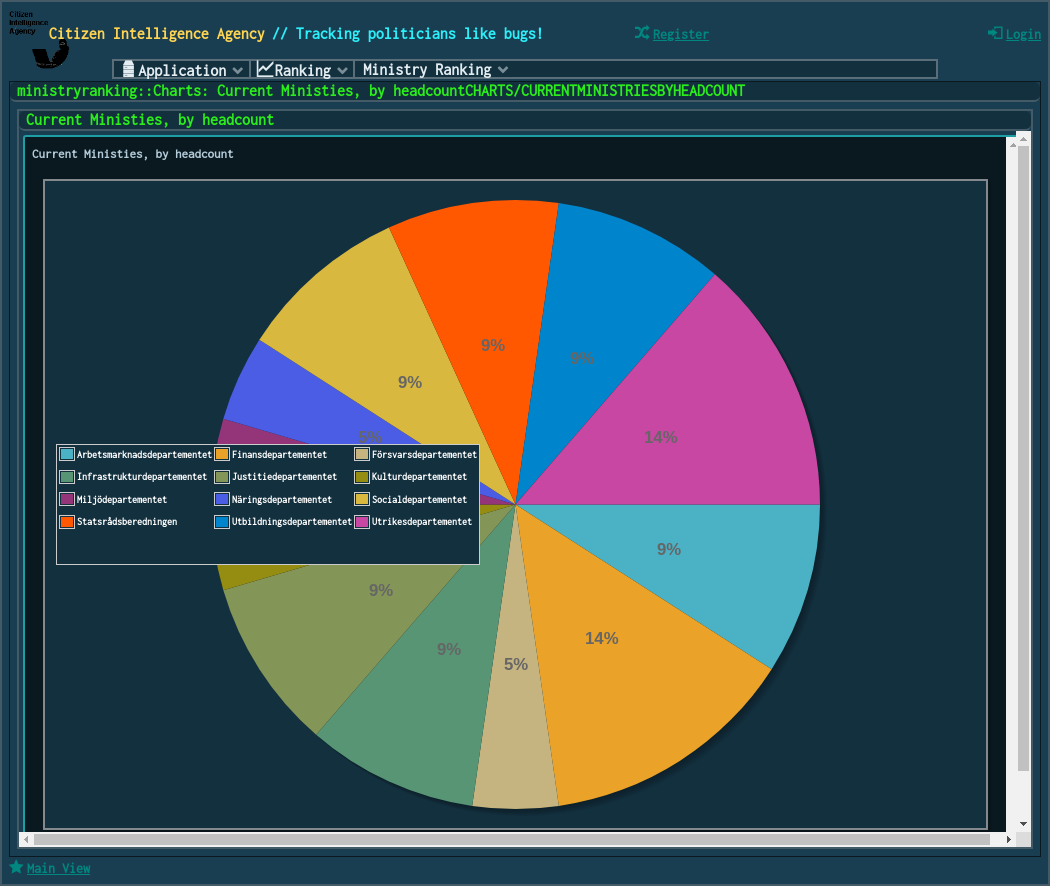 Citizen
Intelligence
Agency
Citizen Intelligence Agency // Tracking politicians like bugs!
Register
Login
Application
Ranking
Ministry Ranking
ministryranking::Charts: Current Ministies, by headcountCHARTS/CURRENTMINISTRIESBYHEADCOUNT
Current Ministies, by headcount
Current Ministies, by headcount
9%
9%
9%
14%
5%
Arbetsmarknadsdepartementet Finansdepartementet Försvarsdepartementet
Infrastrukturdepartementet Justitiedepartementet Kulturdepartementet
Miljödepartementet Näringsdepartementet Socialdepartementet
Statsrådsberedningen Utbildningsdepartementet Utrikesdepartementet
9%
9%
14%
9%
5%
Main View